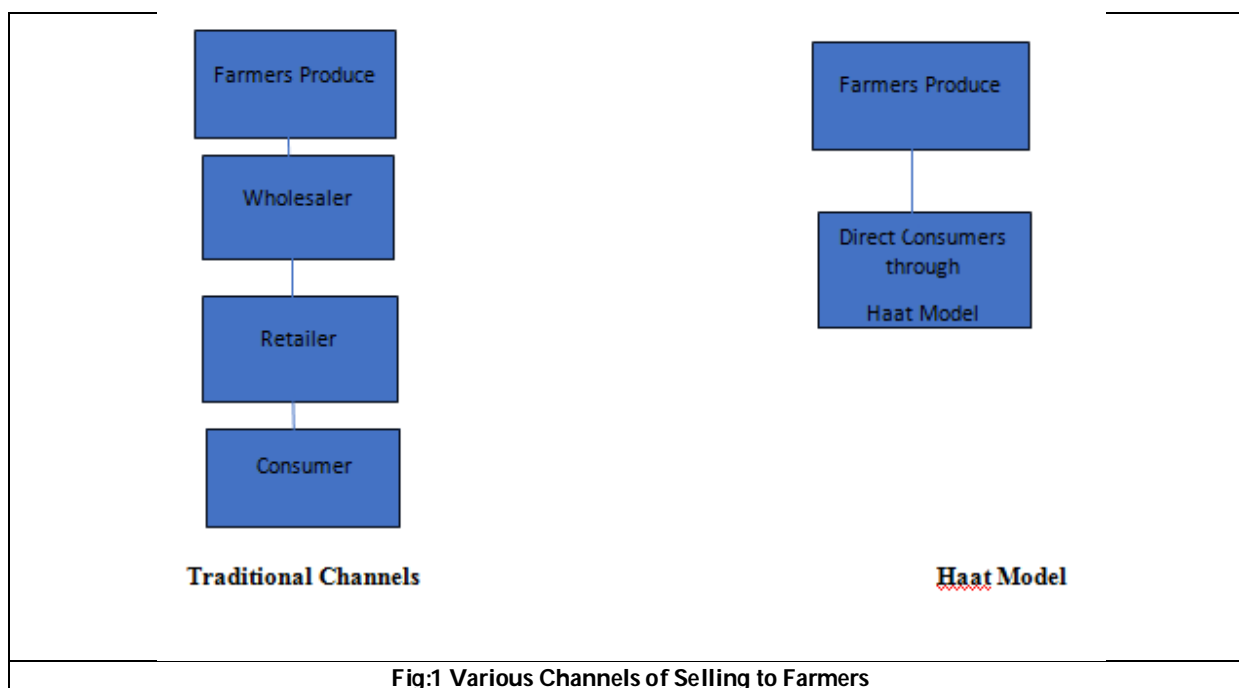 Farmers Produce
Wholesaler
Retailer
Consumer
Traditional Channels
Farmers Produce
Direct Consumers
through
Haat Model
Haat Model
Fig:1 Various Channels of Selling to Farmers